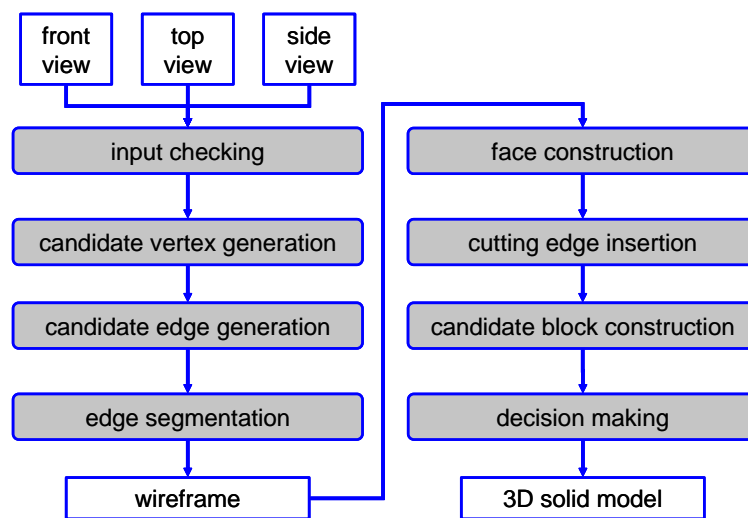 front
view
top
view
side
view
input checking
candidate vertex generation
candidate edge generation
edge segmentation
wireframe
face construction
cutting edge insertion
candidate block construction
decision making
3D solid model